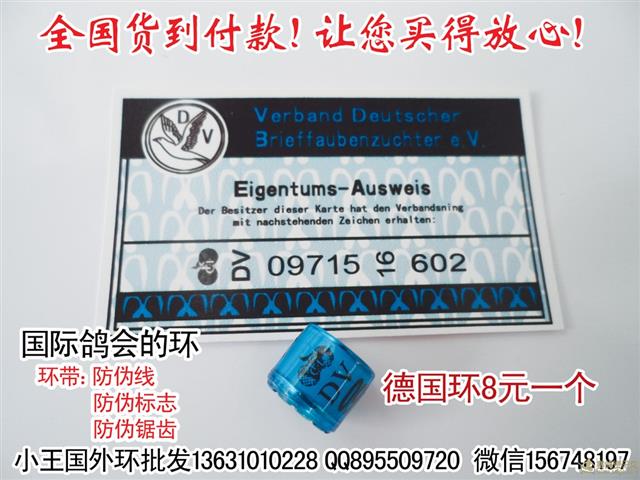 全国货到付款!让您买得放心!
DV
Verband Deutscher
Brieffaubenzuchter e.V.
Eigentums-Ausweis
Der Besitzer dieser Karte hat den Verbandsning
mit nachstehenden Zeichen erhalten:
DV 09715 16 602
国际鸽会的环
环带:防伪线
防伪标志
防伪锯齿
DV
德国环8元一个
小王国外环批发13631010228 QQ895509720 微信156748197